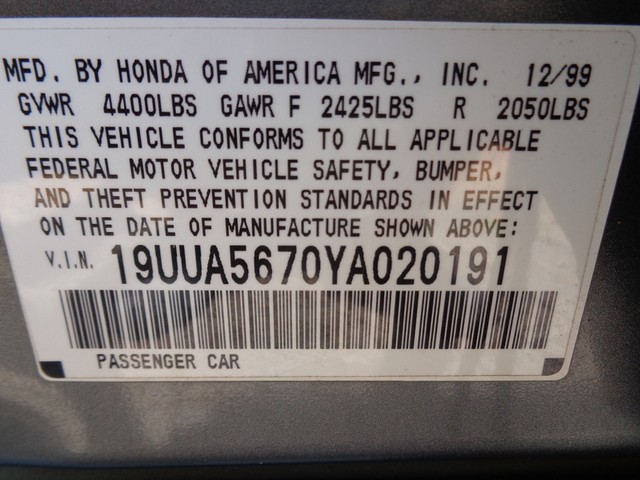 MFD. BY HONDA OF AMERICA MFG., INC. 12/99
GVWR 4400LBS GAWR F 2425LBS R 2050LBS
THIS VEHICLE CONFORMS TO ALL APPLICABLE
FEDERAL MOTOR VEHICLE SAFETY, BUMPER,
AND THEFT PREVENTION STANDARDS IN EFFECT
ON THE DATE OF MANUFACTURE SHOWN ABOVE:
V.I.N. 19UUA5670YA020191
PASSENGER CAR